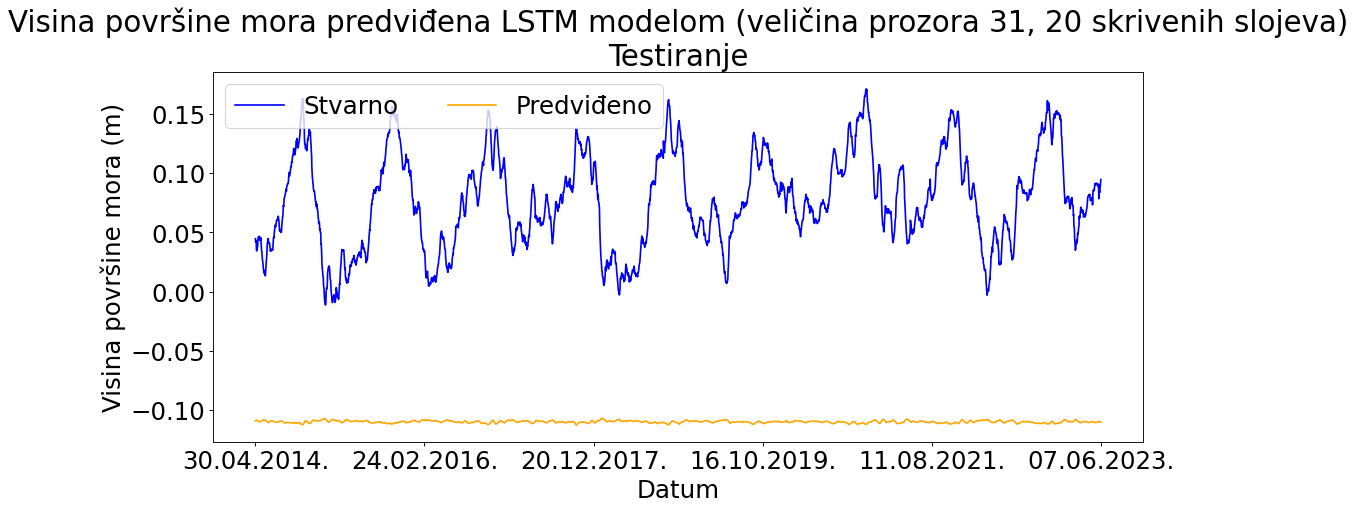 Visina površine mora predviđena LSTM modelom (veličina prozora 31, 20 skrivenih slojeva)
Testiranje
Stvarno Predviđeno
Visina površine mora (m)
0.15
0.10
0.05
0.00
−0.05
−0.10
30.04.2014. 24.02.2016. 20.12.2017. 16.10.2019. 11.08.2021. 07.06.2023.
Datum